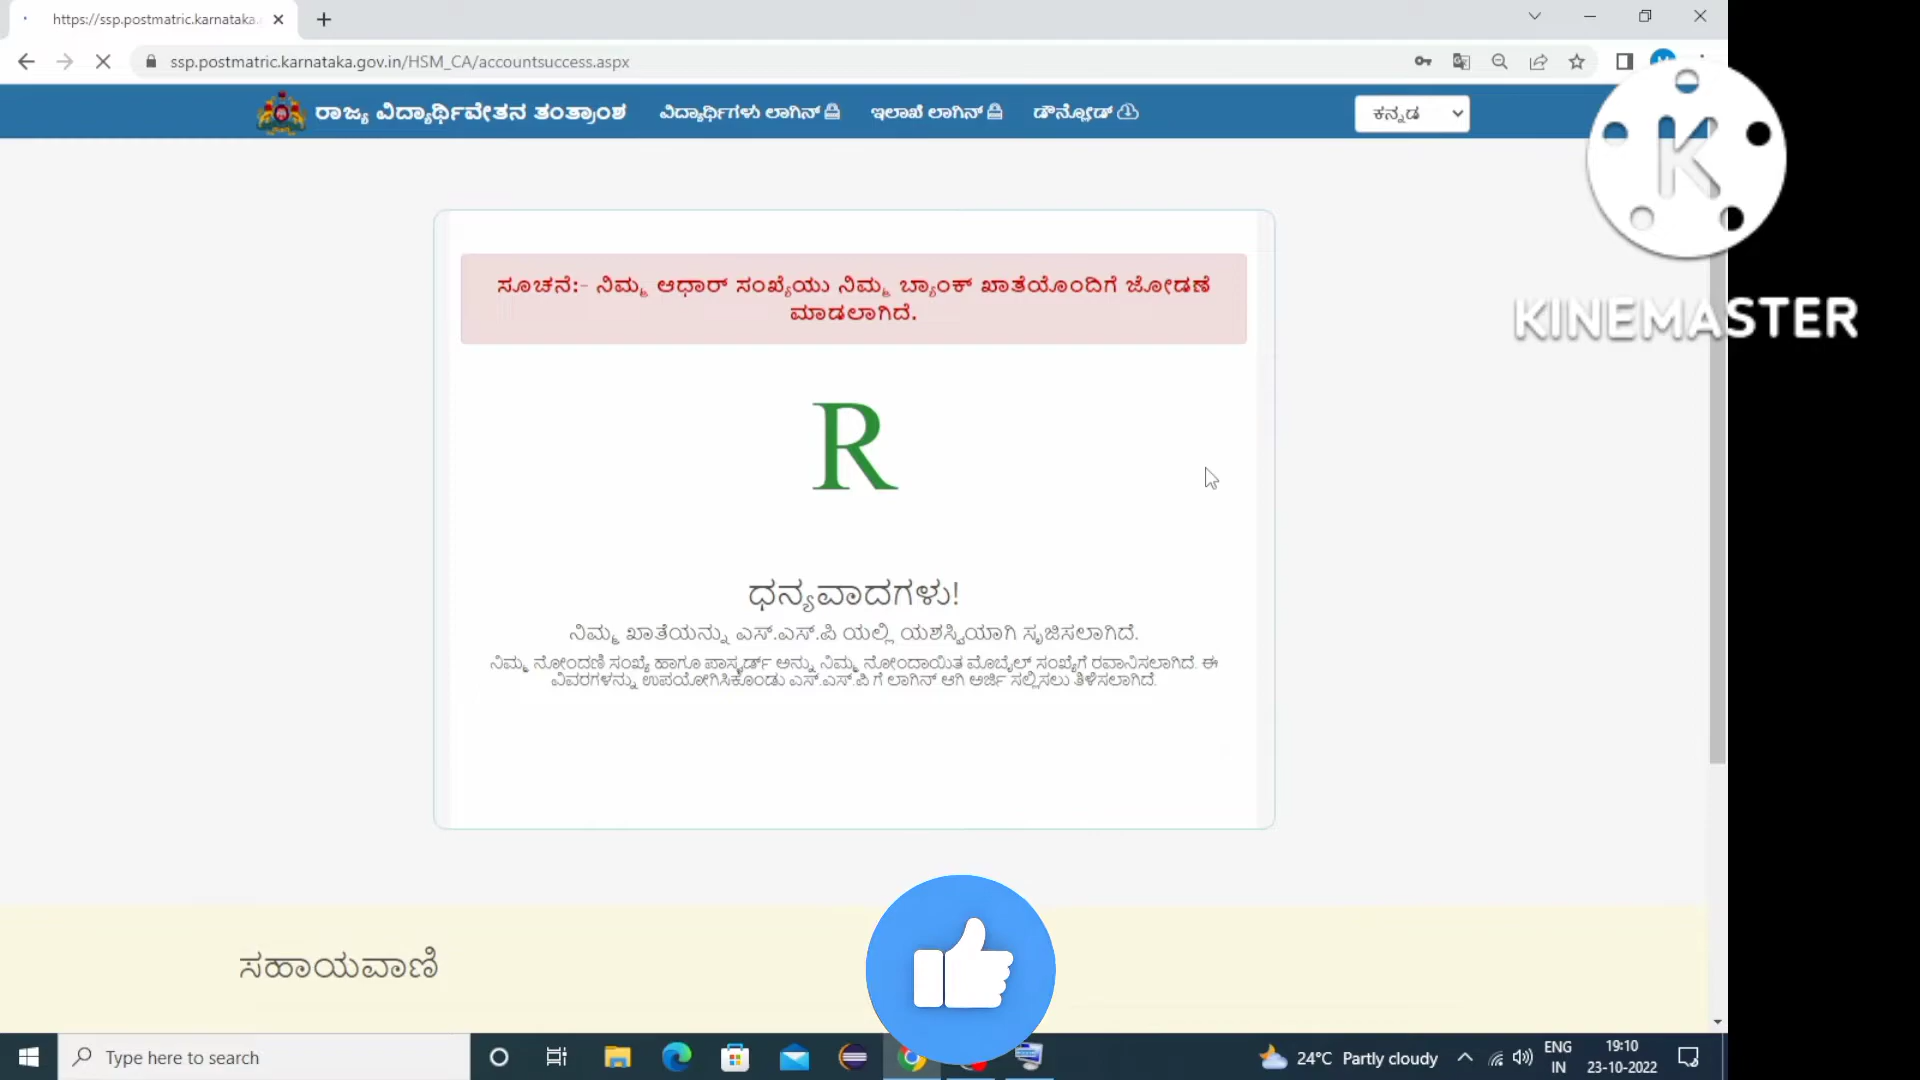 https://ssp.postmatric.karnataka.
ssp.postmatric.karnataka.gov.in/HSM_CA/accountsuccess.aspx
ರಾಜ್ಯ ವಿದ್ಯಾರ್ಥಿವೇತನ ತಂತ್ರಾಂಶ ವಿದ್ಯಾರ್ಥಿಗಳು ಲಾಗಿನ್ ಇಲಾಖೆ ಲಾಗಿನ್ ಡೌನ್ಲೋಡ್ ಕನ್ನಡ
K
KINEMASTER
ಸೂಚನೆ:- ನಿಮ್ಮ ಆಧಾರ್ ಸಂಖ್ಯೆಯು ನಿಮ್ಮ ಬ್ಯಾಂಕ್ ಖಾತೆಯೊಂದಿಗೆ ಜೋಡಣೆ
ಮಾಡಲಾಗಿದೆ.
R
ಧನ್ಯವಾದಗಳು!
ನಿಮ್ಮ ಖಾತೆಯನ್ನು ಎಸ್.ಎಸ್.ಪಿ ಯಲ್ಲಿ ಯಶಸ್ವಿಯಾಗಿ ಸೃಜಿಸಲಾಗಿದೆ.
ನಿಮ್ಮ ನೋಂದಣಿ ಸಂಖ್ಯೆ ಹಾಗೂ ಪಾಸ್ವರ್ಡ್ ಅನ್ನು ನಿಮ್ಮ ನೋಂದಾಯಿತ ಮೊಬೈಲ್ ಸಂಖ್ಯೆಗೆ ರವಾನಿಸಲಾಗಿದೆ. ಈ
ವಿವರಗಳನ್ನು ಉಪಯೋಗಿಸಿಕೊಂಡು ಎಸ್.ಎಸ್.ಪಿ ಗೆ ಲಾಗಿನ್ ಆಗಿ ಅರ್ಜಿ ಸಲ್ಲಿಸಲು ತಿಳಿಸಲಾಗಿದೆ.
ಸಹಾಯವಾಣಿ
Type here to search
24°C Partly cloudy
ENG
IN
19:10
23-10-2022